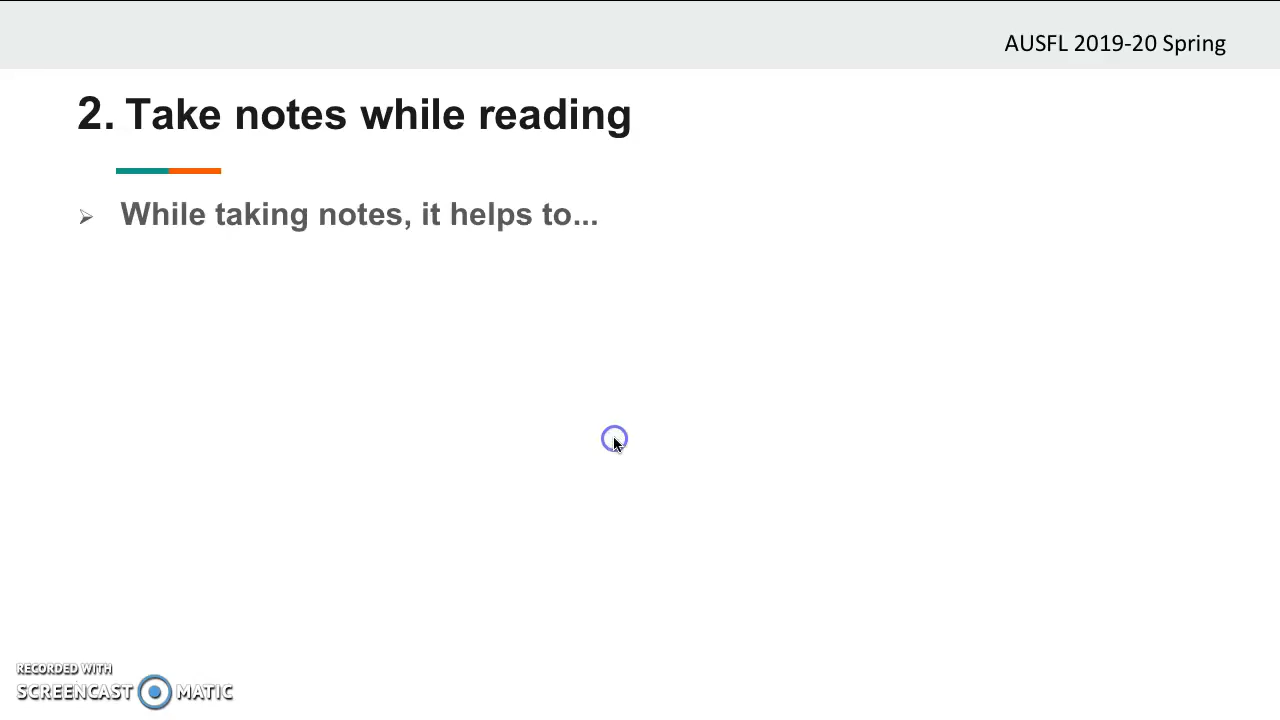 AUSFL 2019-20 Spring
2. Take notes while reading
While taking notes, it helps to...
RECORDED WITH
SCREENCAST MATIC